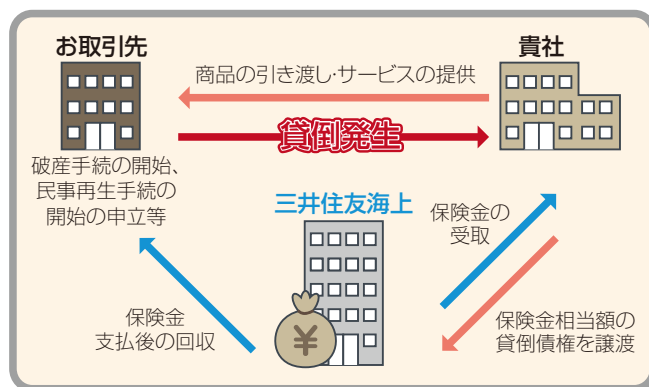 お取引先
貴社
商品の引き渡し・サービスの提供
貸倒発生
破産手続の開始、
民事再生手続の
開始の申立等
三井住友海上
保険金の
受取
保険金
支払後の回収
¥
保険金相当額の
貸倒債権を譲渡